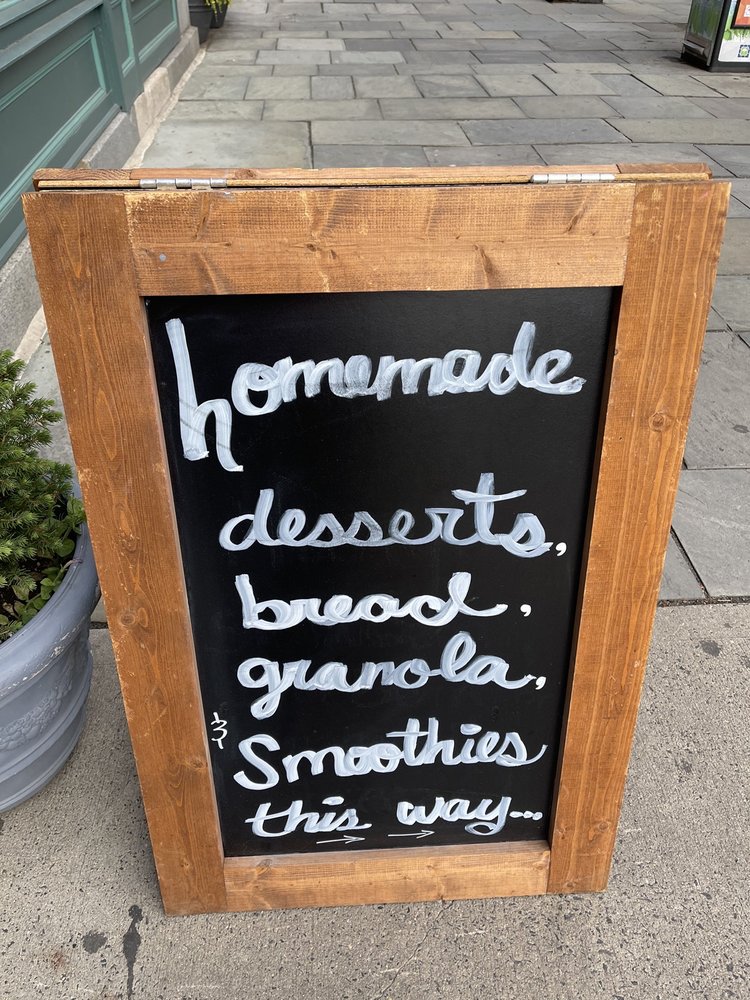 homemade
desserts,
bread,
granola,
& Smoothies
this way...
→ →